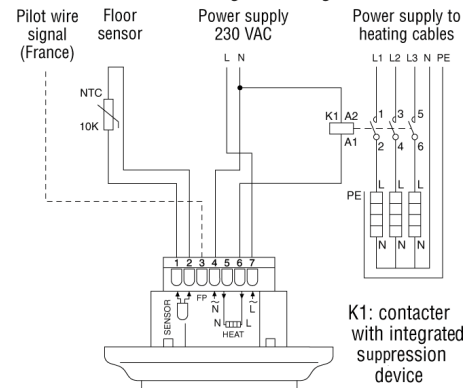 Pilot wire
signal
(France)
Floor
sensor
Power supply
230 VAC
Power supply to
heating cables
L N
L1 L2 L3 N PE
NTC
10K
K1 A2
A1
1 3 5
2 4 6
PE
L L L
N N N
1 2 3 4 5 6 7
SENSOR
FP
N
L
N L
HEAT
K1: contacter
with integrated
suppression
device